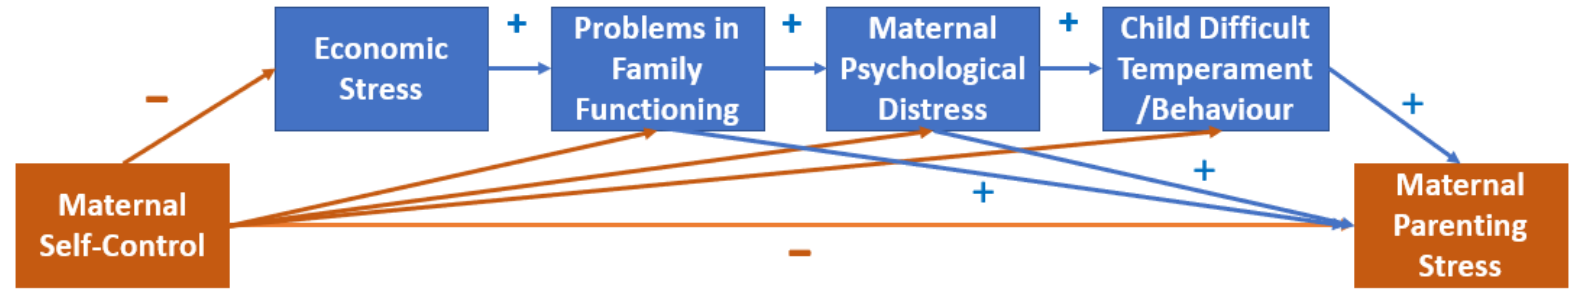 Economic
Stress
+
Problems in
Family
Functioning
+
Maternal
Psychological
Distress
+
Child Difficult
Temperament
/Behaviour
+
–
Maternal
Self-Control
+
+
–
Maternal
Parenting
Stress